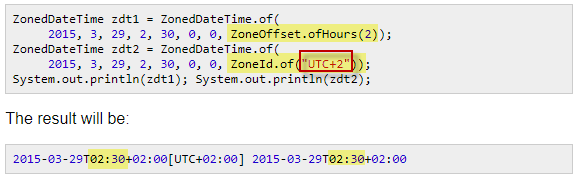 ZonedDateTime zdt1 = ZonedDateTime.of(
2015, 3, 29, 2, 30, 0, 0, ZoneOffset.ofHours(2));
ZonedDateTime zdt2 = ZonedDateTime.of(
2015, 3, 29, 2, 30, 0, 0, ZoneId.of("UTC+2"));
System.out.println(zdt1); System.out.println(zdt2);
The result will be:
2015-03-29T02:30+02:00[UTC+02:00] 2015-03-29T02:30+02:00